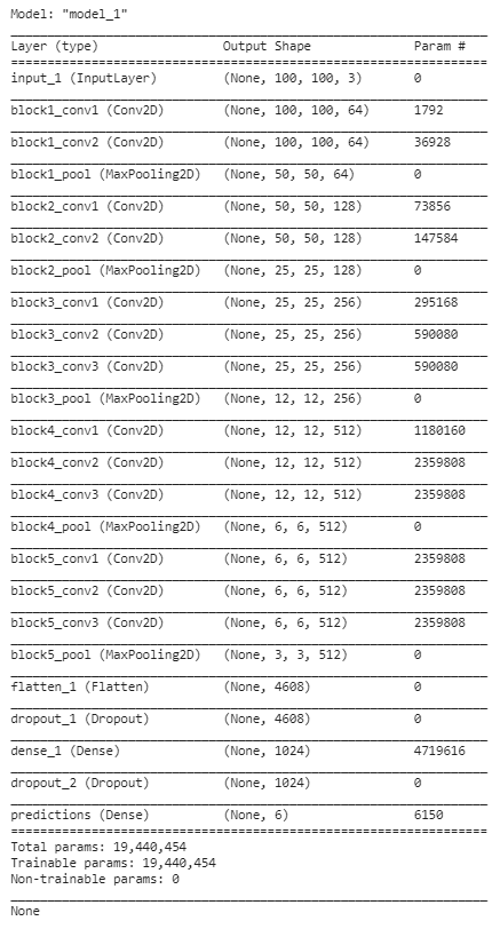 Model: "model_1"
Layer (type) Output Shape Param #
input_1 (InputLayer) (None, 100, 100, 3) 0
block1_conv1 (Conv2D) (None, 100, 100, 64) 1792
block1_conv2 (Conv2D) (None, 100, 100, 64) 36928
block1_pool (MaxPooling2D) (None, 50, 50, 64) 0
block2_conv1 (Conv2D) (None, 50, 50, 128) 73856
block2_conv2 (Conv2D) (None, 50, 50, 128) 147584
block2_pool (MaxPooling2D) (None, 25, 25, 128) 0
block3_conv1 (Conv2D) (None, 25, 25, 256) 295168
block3_conv2 (Conv2D) (None, 25, 25, 256) 590080
block3_conv3 (Conv2D) (None, 25, 25, 256) 590080
block3_pool (MaxPooling2D) (None, 12, 12, 256) 0
block4_conv1 (Conv2D) (None, 12, 12, 512) 1180160
block4_conv2 (Conv2D) (None, 12, 12, 512) 2359808
block4_conv3 (Conv2D) (None, 12, 12, 512) 2359808
block4_pool (MaxPooling2D) (None, 6, 6, 512) 0
block5_conv1 (Conv2D) (None, 6, 6, 512) 2359808
block5_conv2 (Conv2D) (None, 6, 6, 512) 2359808
block5_conv3 (Conv2D) (None, 6, 6, 512) 2359808
block5_pool (MaxPooling2D) (None, 3, 3, 512) 0
flatten_1 (Flatten) (None, 4608) 0
dropout_1 (Dropout) (None, 4608) 0
dense_1 (Dense) (None, 1024) 4719616
dropout_2 (Dropout) (None, 1024) 0
predictions (Dense) (None, 6) 6150
Total params: 19,440,454
Trainable params: 19,440,454
Non-trainable params: 0
None